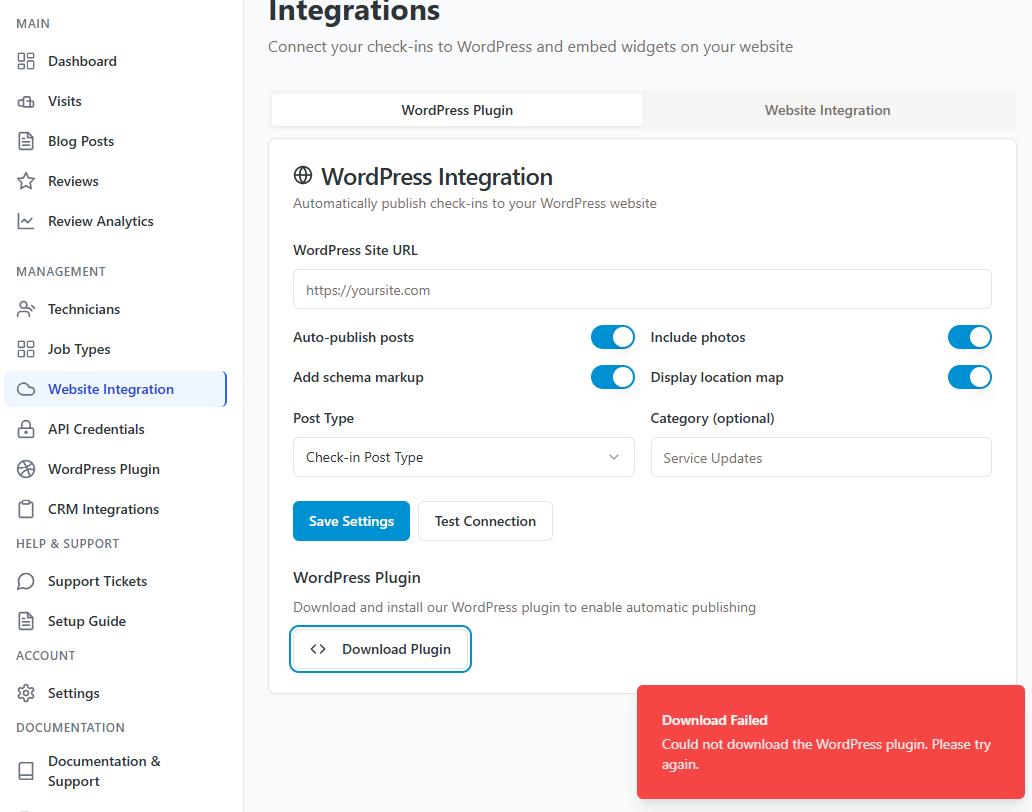 MAIN
Dashboard
Visits
Blog Posts
Reviews
Review Analytics
MANAGEMENT
Technicians
Job Types
Website Integration
API Credentials
WordPress Plugin
CRM Integrations
HELP & SUPPORT
Support Tickets
Setup Guide
ACCOUNT
Settings
DOCUMENTATION
Documentation &
Support
Integrations
Connect your check-ins to WordPress and embed widgets on your website
WordPress Plugin
Website Integration
WordPress Integration
Automatically publish check-ins to your WordPress website
WordPress Site URL
https://yoursite.com
Auto-publish posts
Include photos
Add schema markup
Display location map
Post Type
Category (optional)
Check-in Post Type
Service Updates
Save Settings
Test Connection
WordPress Plugin
Download and install our WordPress plugin to enable automatic publishing
Download Plugin
Download Failed
Could not download the WordPress plugin. Please try
again.